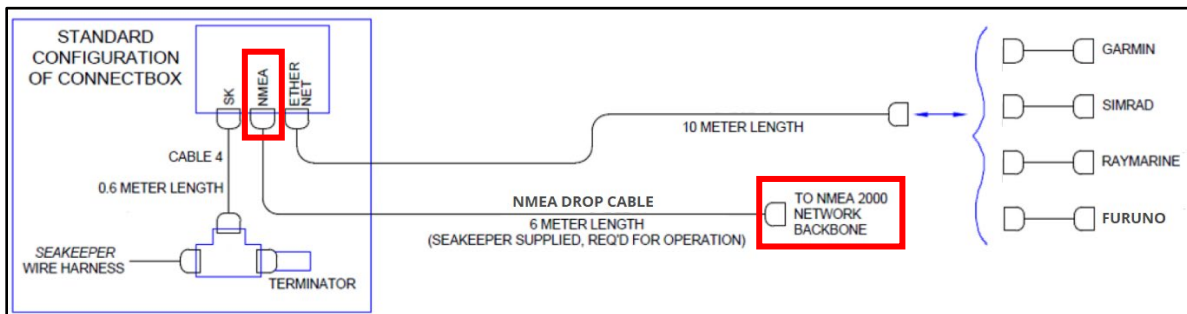 STANDARD
CONFIGURATION
OF CONNECTBOX
SK
NMEA
ETHER
NET
CABLE 4
0.6 METER LENGTH
SEAKEEPER
WIRE HARNESS
TERMINATOR
10 METER LENGTH
NMEA DROP CABLE
6 METER LENGTH
(SEAKEEPER SUPPLIED, REQ'D FOR OPERATION)
TO NMEA 2000
NETWORK
BACKBONE
GARMIN
SIMRAD
RAYMARINE
FURUNO